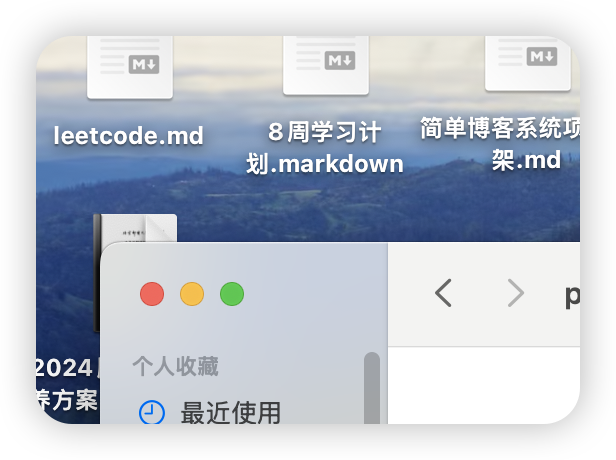 M↓
M↓
M↓
leetcode.md
8周学习计
划.markdown
简单博客系统项
架.md
p
个人收藏
2024
养方案
最近使用